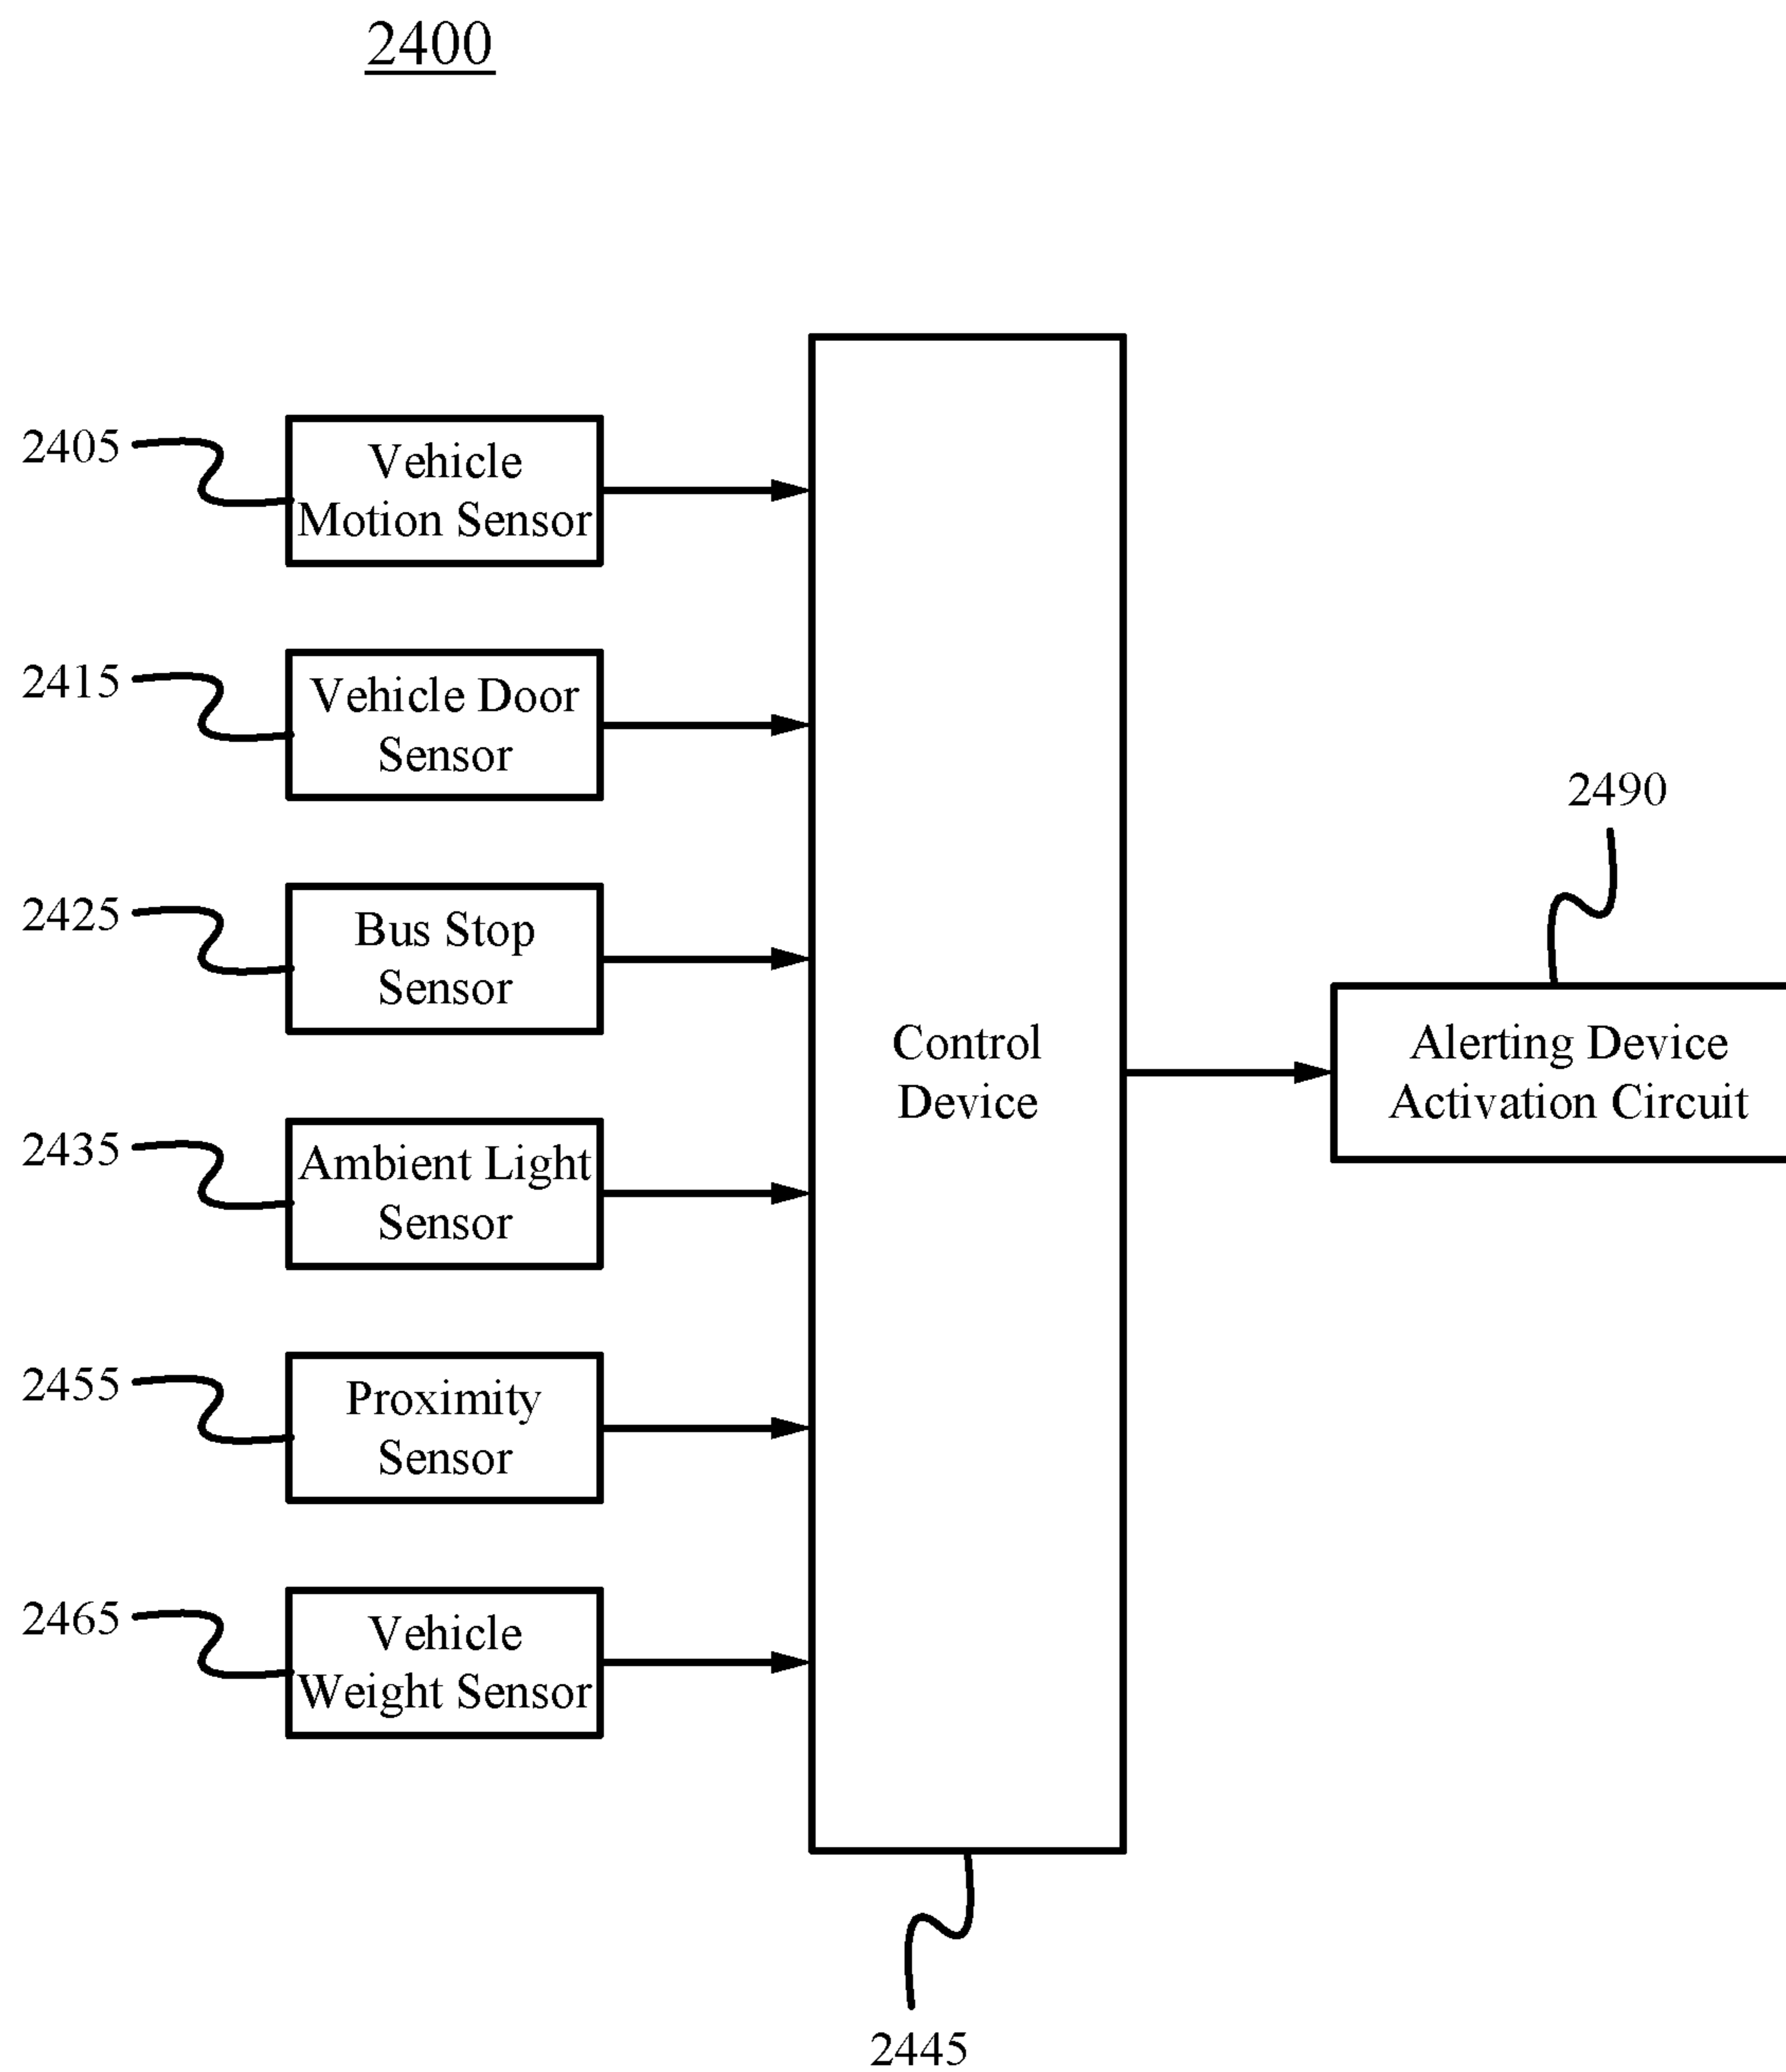 2400
2405
Vehicle
Motion Sensor
2415
Vehicle Door
Sensor
2425
Bus Stop
Sensor
2435
Ambient Light
Sensor
2455
Proximity
Sensor
2465
Vehicle
Weight Sensor
Control
Device
2445
2490
Alerting Device
Activation Circuit